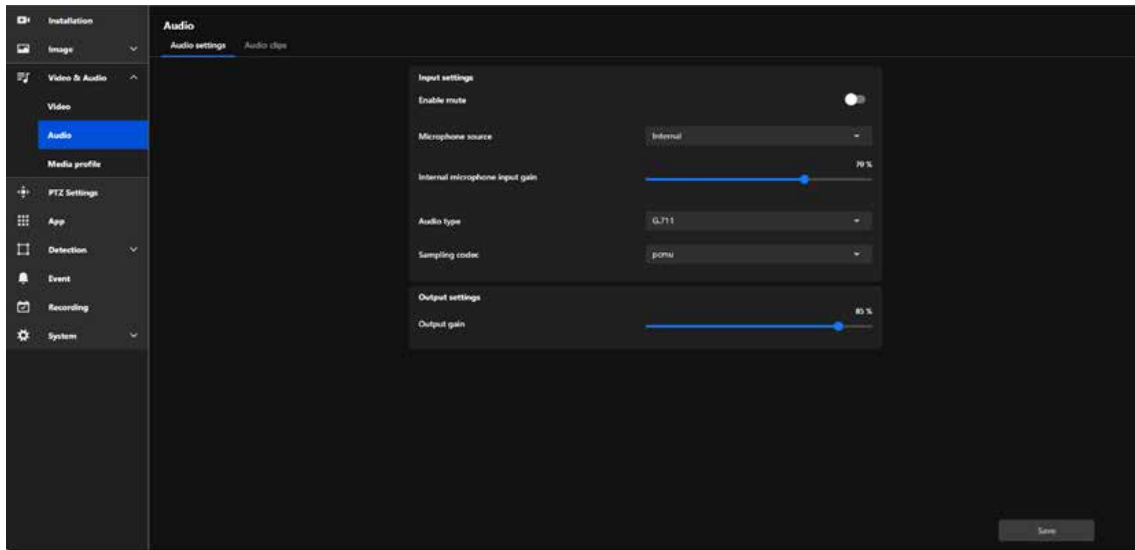 Installation
Image
Video & Audio
Video
Audio
Media profile
PTZ Settings
App
Detection
Event
Recording
System
Audio
Audio settings Audio clips
Input settings
Enable mute
Microphone source Internal
70 %
Internal microphone input gain
Audio type G.711
Sampling codec pcmu
Output settings
85 %
Output gain
Save